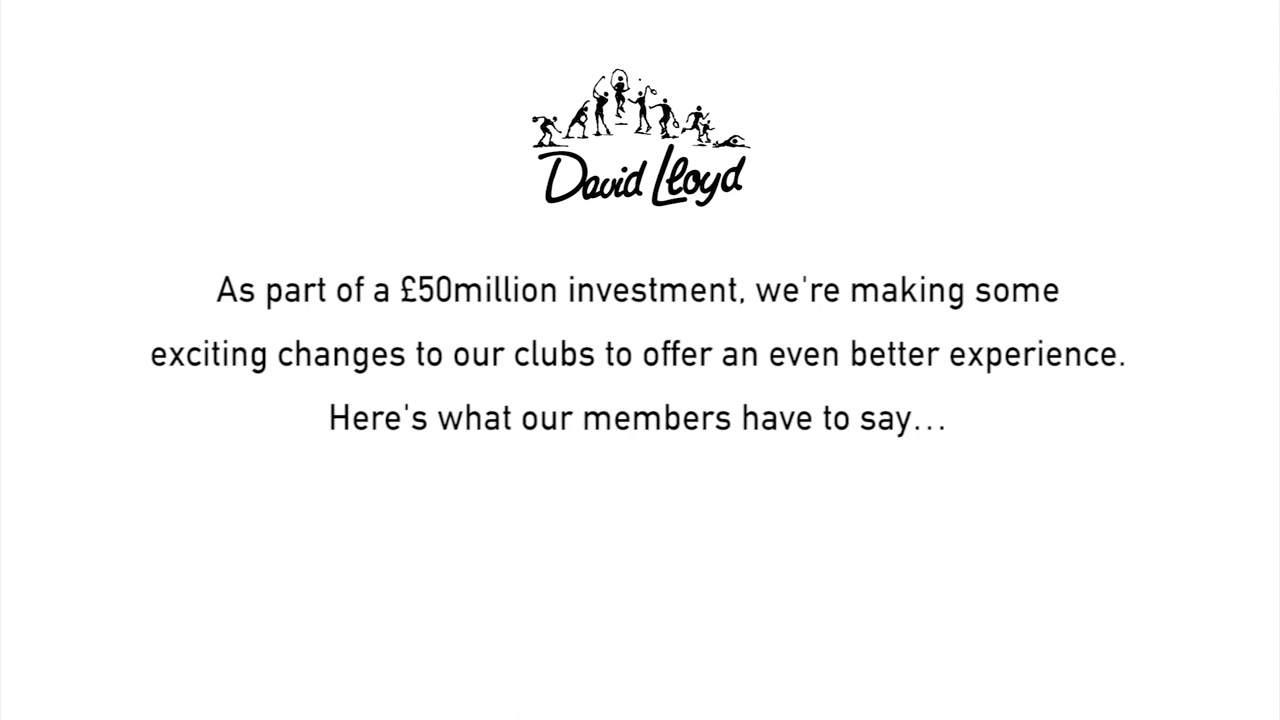 David Lloyd
As part of a £50million investment, we're making some
exciting changes to our clubs to offer an even better experience.
Here's what our members have to say...